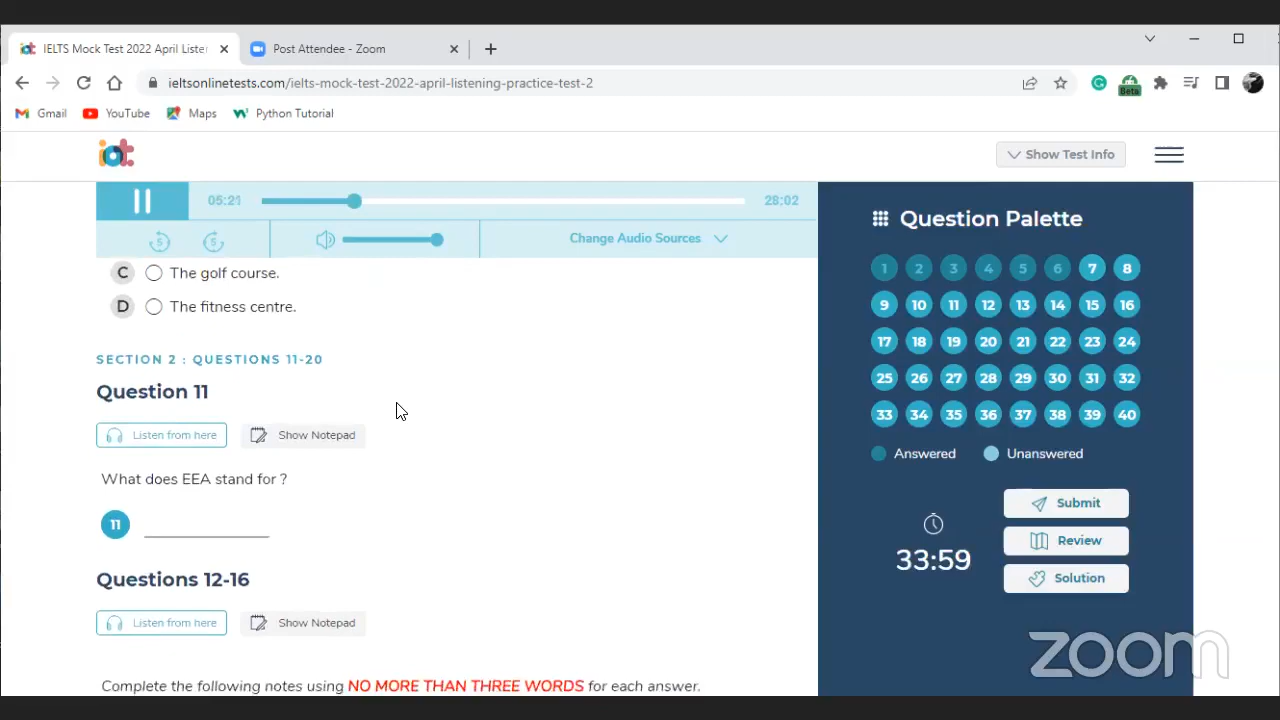 IELTS Mock Test 2022 April Liste
Post Attendee - Zoom
ieltsonlinetests.com/ielts-mock-test-2022-april-listening-practice-test-2
Beta
Gmail
YouTube
Maps
Python Tutorial
iot
Show Test Info
05:21
28:02
5
5
Change Audio Sources
C The golf course.
D The fitness centre.
SECTION 2 : QUESTIONS 11-20
Question 11
Listen from here
Show Notepad
What does EEA stand for ?
11
Questions 12-16
Listen from here
Show Notepad
Complete the following notes using NO MORE THAN THREE WORDS for each answer.
Question Palette
1 2 3 4 5 6 7 8
9 10 11 12 13 14 15 16
17 18 19 20 21 22 23 24
25 26 27 28 29 30 31 32
33 34 35 36 37 38 39 40
Answered
Unanswered
33:59
Submit
Review
Solution
zoom